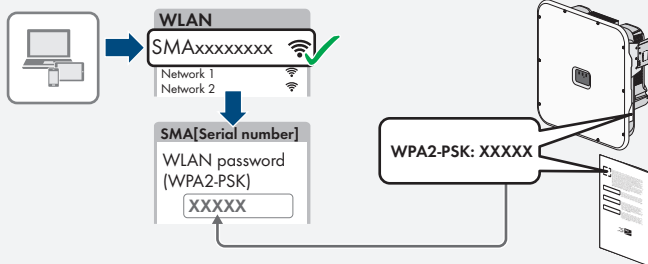 WLAN
SMAxxxxxxxx
Network 1
Network 2
SMA[Serial number]
WLAN password
(WPA2-PSK)
XXXXX
WPA2-PSK: XXXXX